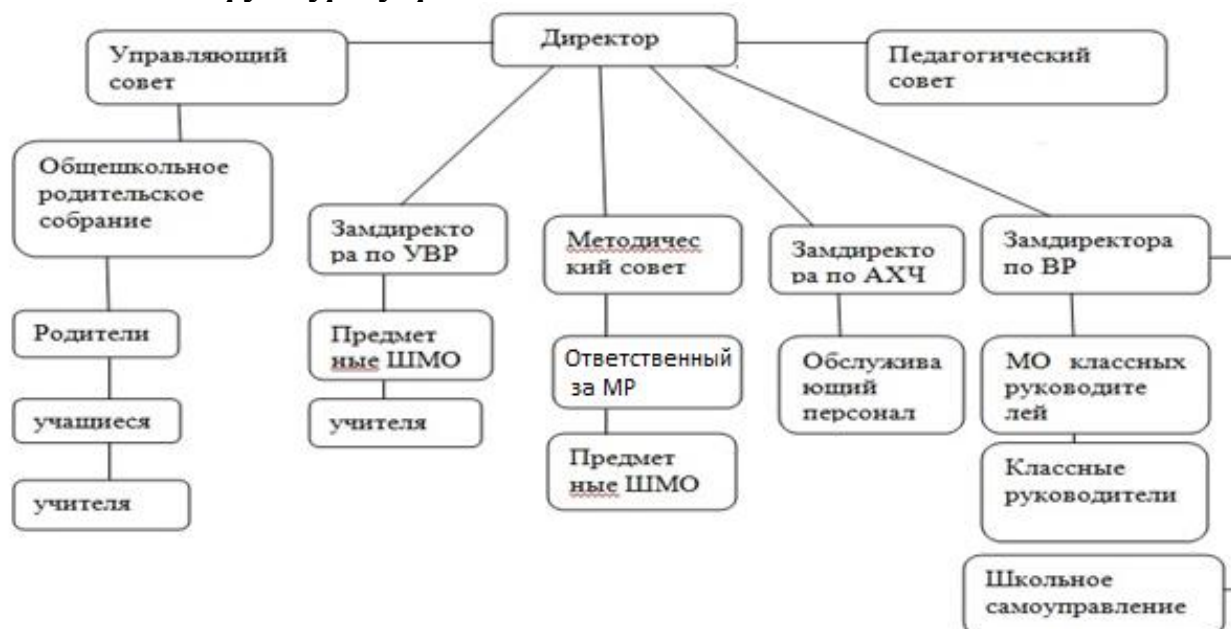 Директор
Управляющий
совет
Педагогический
совет
Общешкольное
родительское
собрание
Замдиректо
ра по УВР
Методичес
кий совет
Замдиректо
ра по АХЧ
Замдиректора
по ВР
Родители
Предмет
ные ШМО
Ответственный
за МР
Обслужива
ющий
персонал
МО классных
руководите
лей
учащиеся
учителя
Предмет
ные ШМО
Классные
руководители
учителя
Школьное
самоуправление